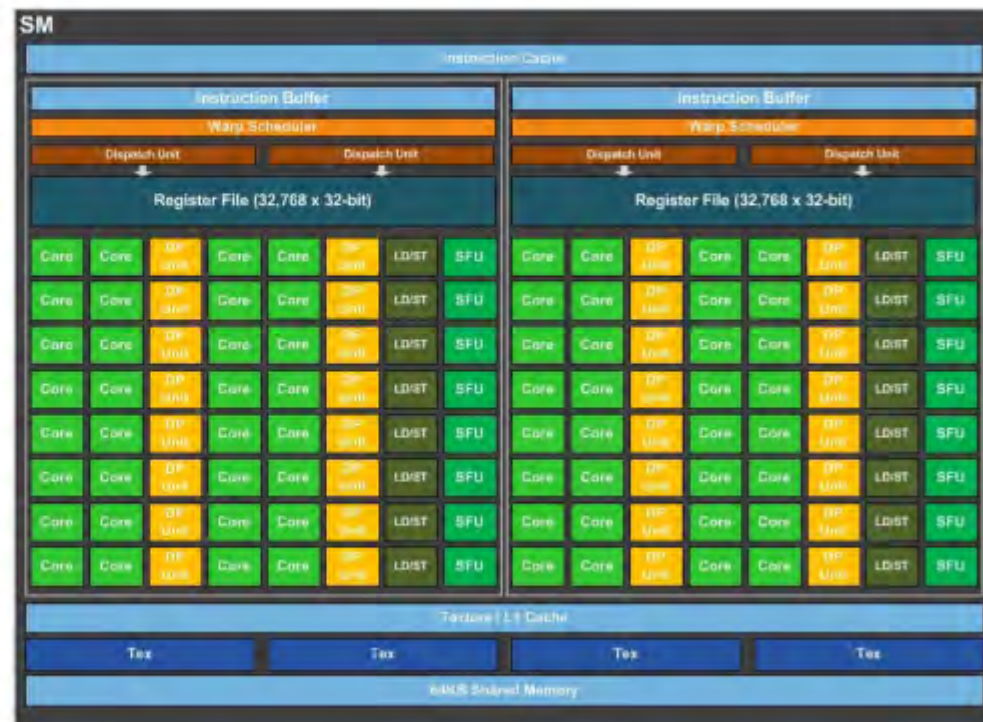 SM
Instruction Cache
Instruction Buffer Instruction Buffer
Warp Scheduler Warp Scheduler
Dispatch Unit Dispatch Unit Dispatch Unit Dispatch Unit
Register File (32,768 x 32-bit) Register File (32,768 x 32-bit)
Core Core DP Unit Core Core DP Unit LD/ST SFU Core Core DP Unit Core Core DP Unit LD/ST SFU
Core Core DP Unit Core Core DP Unit LD/ST SFU Core Core DP Unit Core Core DP Unit LD/ST SFU
Core Core DP Unit Core Core DP Unit LD/ST SFU Core Core DP Unit Core Core DP Unit LD/ST SFU
Core Core DP Unit Core Core DP Unit LD/ST SFU Core Core DP Unit Core Core DP Unit LD/ST SFU
Core Core DP Unit Core Core DP Unit LD/ST SFU Core Core DP Unit Core Core DP Unit LD/ST SFU
Core Core DP Unit Core Core DP Unit LD/ST SFU Core Core DP Unit Core Core DP Unit LD/ST SFU
Core Core DP Unit Core Core DP Unit LD/ST SFU Core Core DP Unit Core Core DP Unit LD/ST SFU
Core Core DP Unit Core Core DP Unit LD/ST SFU Core Core DP Unit Core Core DP Unit LD/ST SFU
Texture / L1 Cache
Tex Tex Tex Tex
64KB Shared Memory